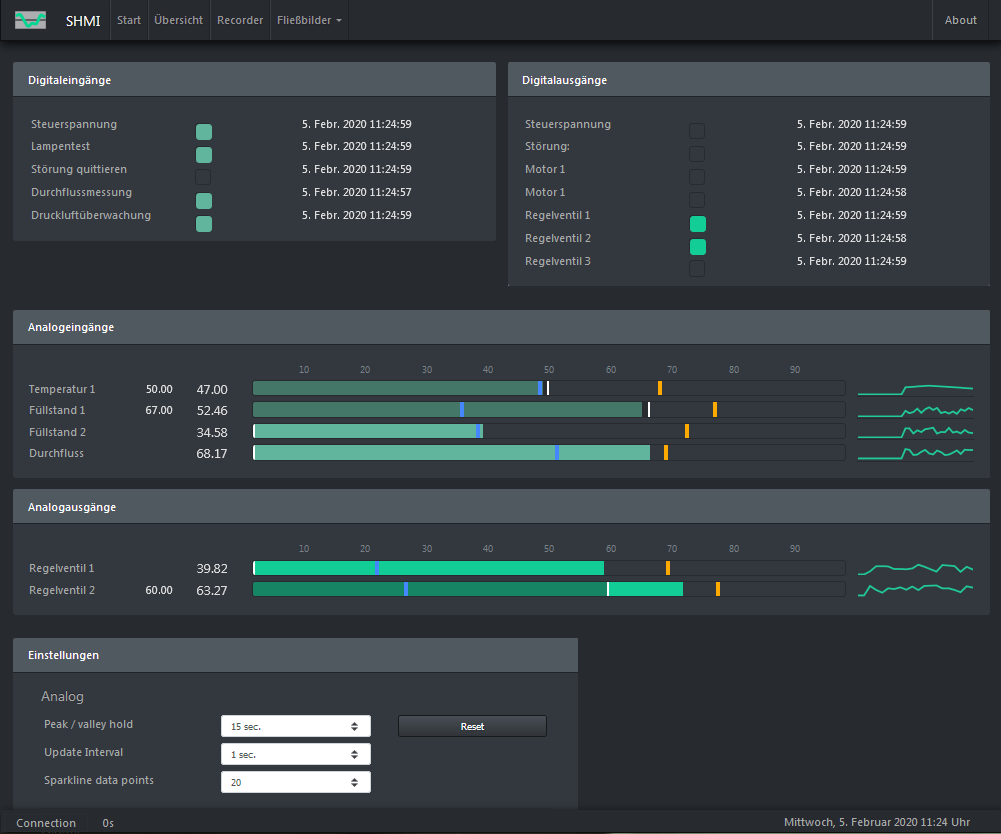 SHMI Start Übersicht Recorder Fließbilder About
Digitaleingänge
Steuerspannung 5. Febr. 2020 11:24:59
Lampentest 5. Febr. 2020 11:24:59
Störung quittieren 5. Febr. 2020 11:24:59
Durchflussmessung 5. Febr. 2020 11:24:57
Druckluftüberwachung 5. Febr. 2020 11:24:59
Digitalausgänge
Steuerspannung 5. Febr. 2020 11:24:59
Störung: 5. Febr. 2020 11:24:59
Motor 1 5. Febr. 2020 11:24:59
Motor 1 5. Febr. 2020 11:24:58
Regelventil 1 5. Febr. 2020 11:24:59
Regelventil 2 5. Febr. 2020 11:24:58
Regelventil 3 5. Febr. 2020 11:24:59
Analogeingänge
10 20 30 40 50 60 70 80 90
Temperatur 1 50.00 47.00
Füllstand 1 67.00 52.46
Füllstand 2 34.58
Durchfluss 68.17
Analogausgänge
10 20 30 40 50 60 70 80 90
Regelventil 1 39.82
Regelventil 2 60.00 63.27
Einstellungen
Analog
Peak / valley hold 15 sec. Reset
Update Interval 1 sec.
Sparkline data points 20
Connection 0s Mittwoch, 5. Februar 2020 11:24 Uhr